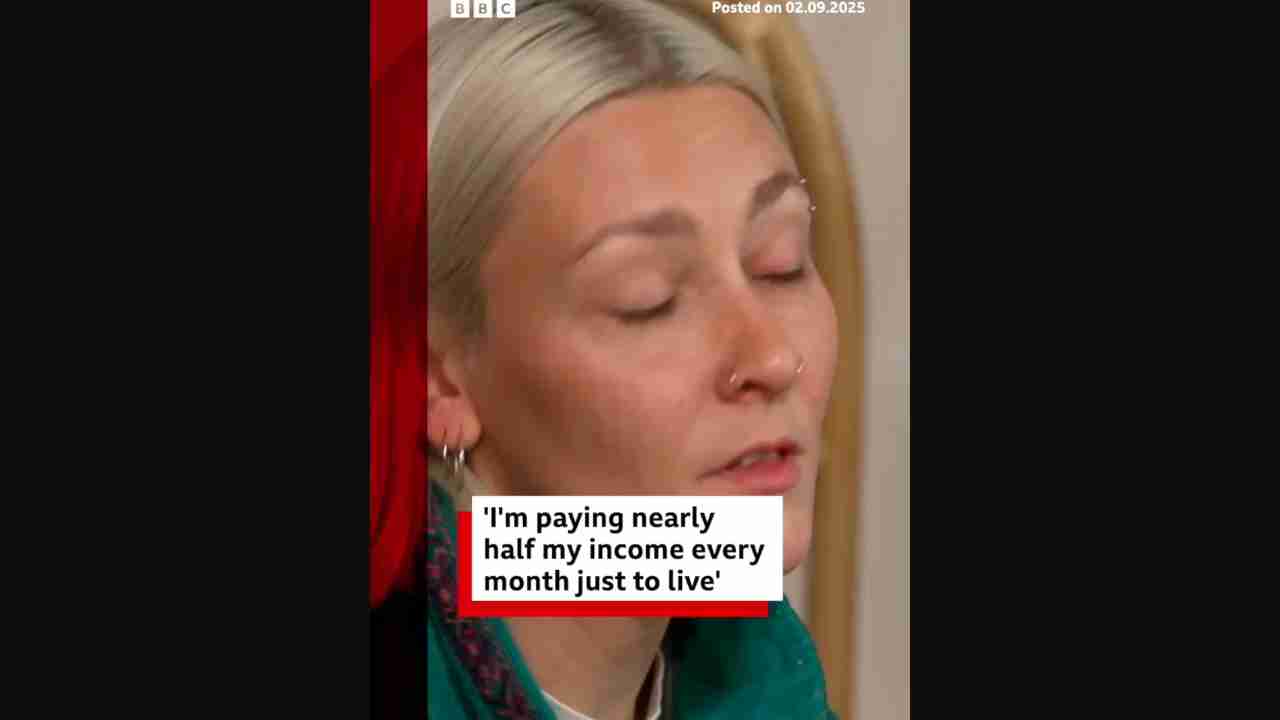 BBC
Posted on 02.09.2025
'I'm paying nearly
half my income every
month just to live'